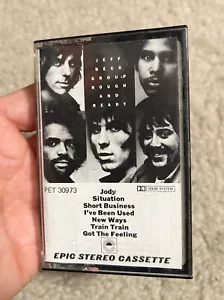 JEFF
BECK
GROUP
ROUGH
AND
READY
PET 30973
DOLBY SYSTEM
Jody
Situation
Short Business
I've Been Used
New Ways
Train Train
Got The Feeling
EPIC STEREO CASSETTE